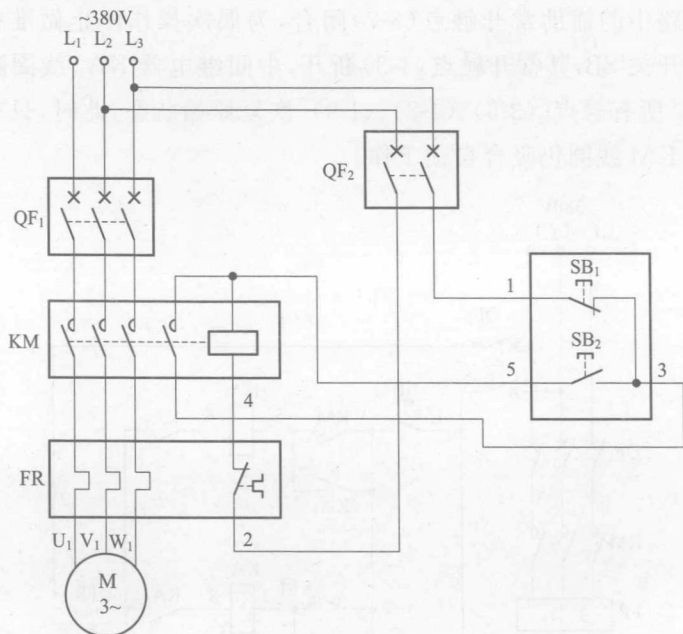 ~380V
L₁ L₂ L₃
QF₂
QF₁
SB₁
1
SB₂
KM
5 3
4
FR
2
U₁ V₁ W₁
M
3~